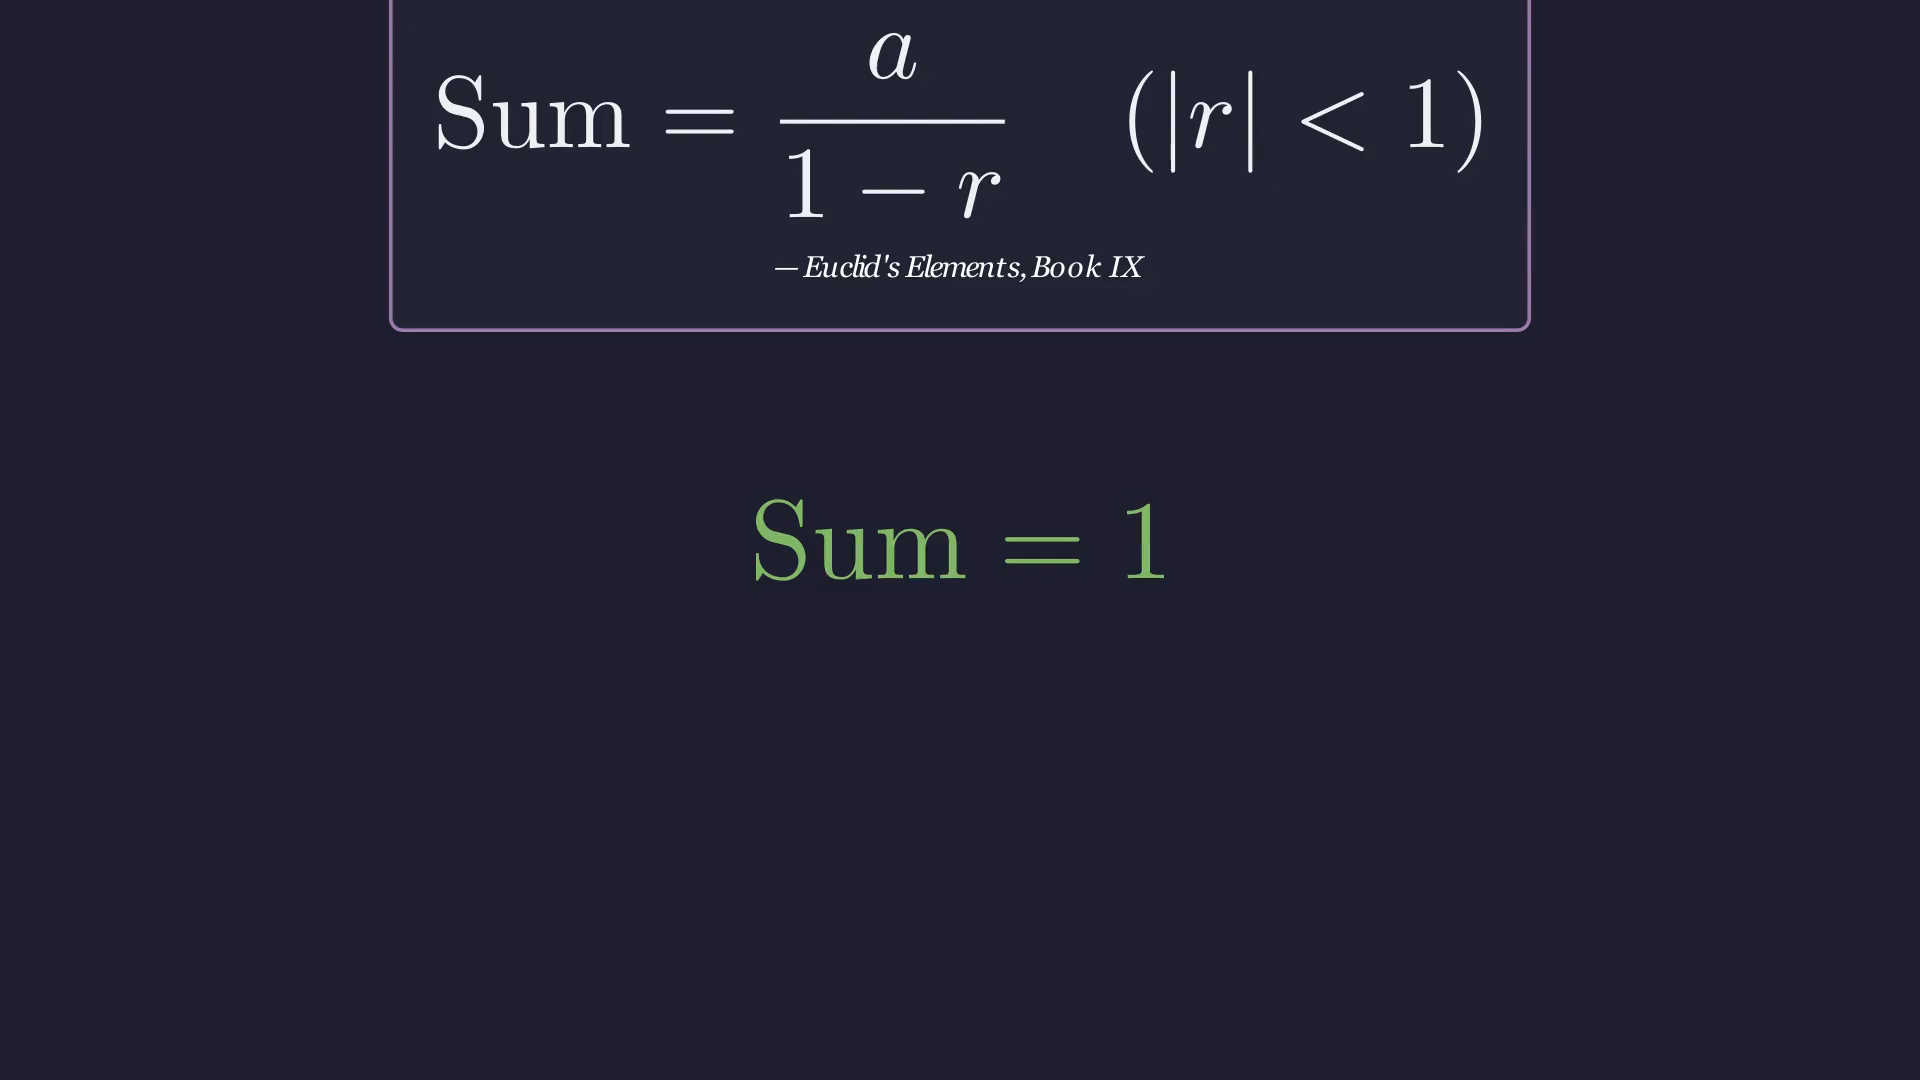 Sum = a / (1 − r) (|r| < 1)
— Euclid's Elements, Book IX
Sum = 1